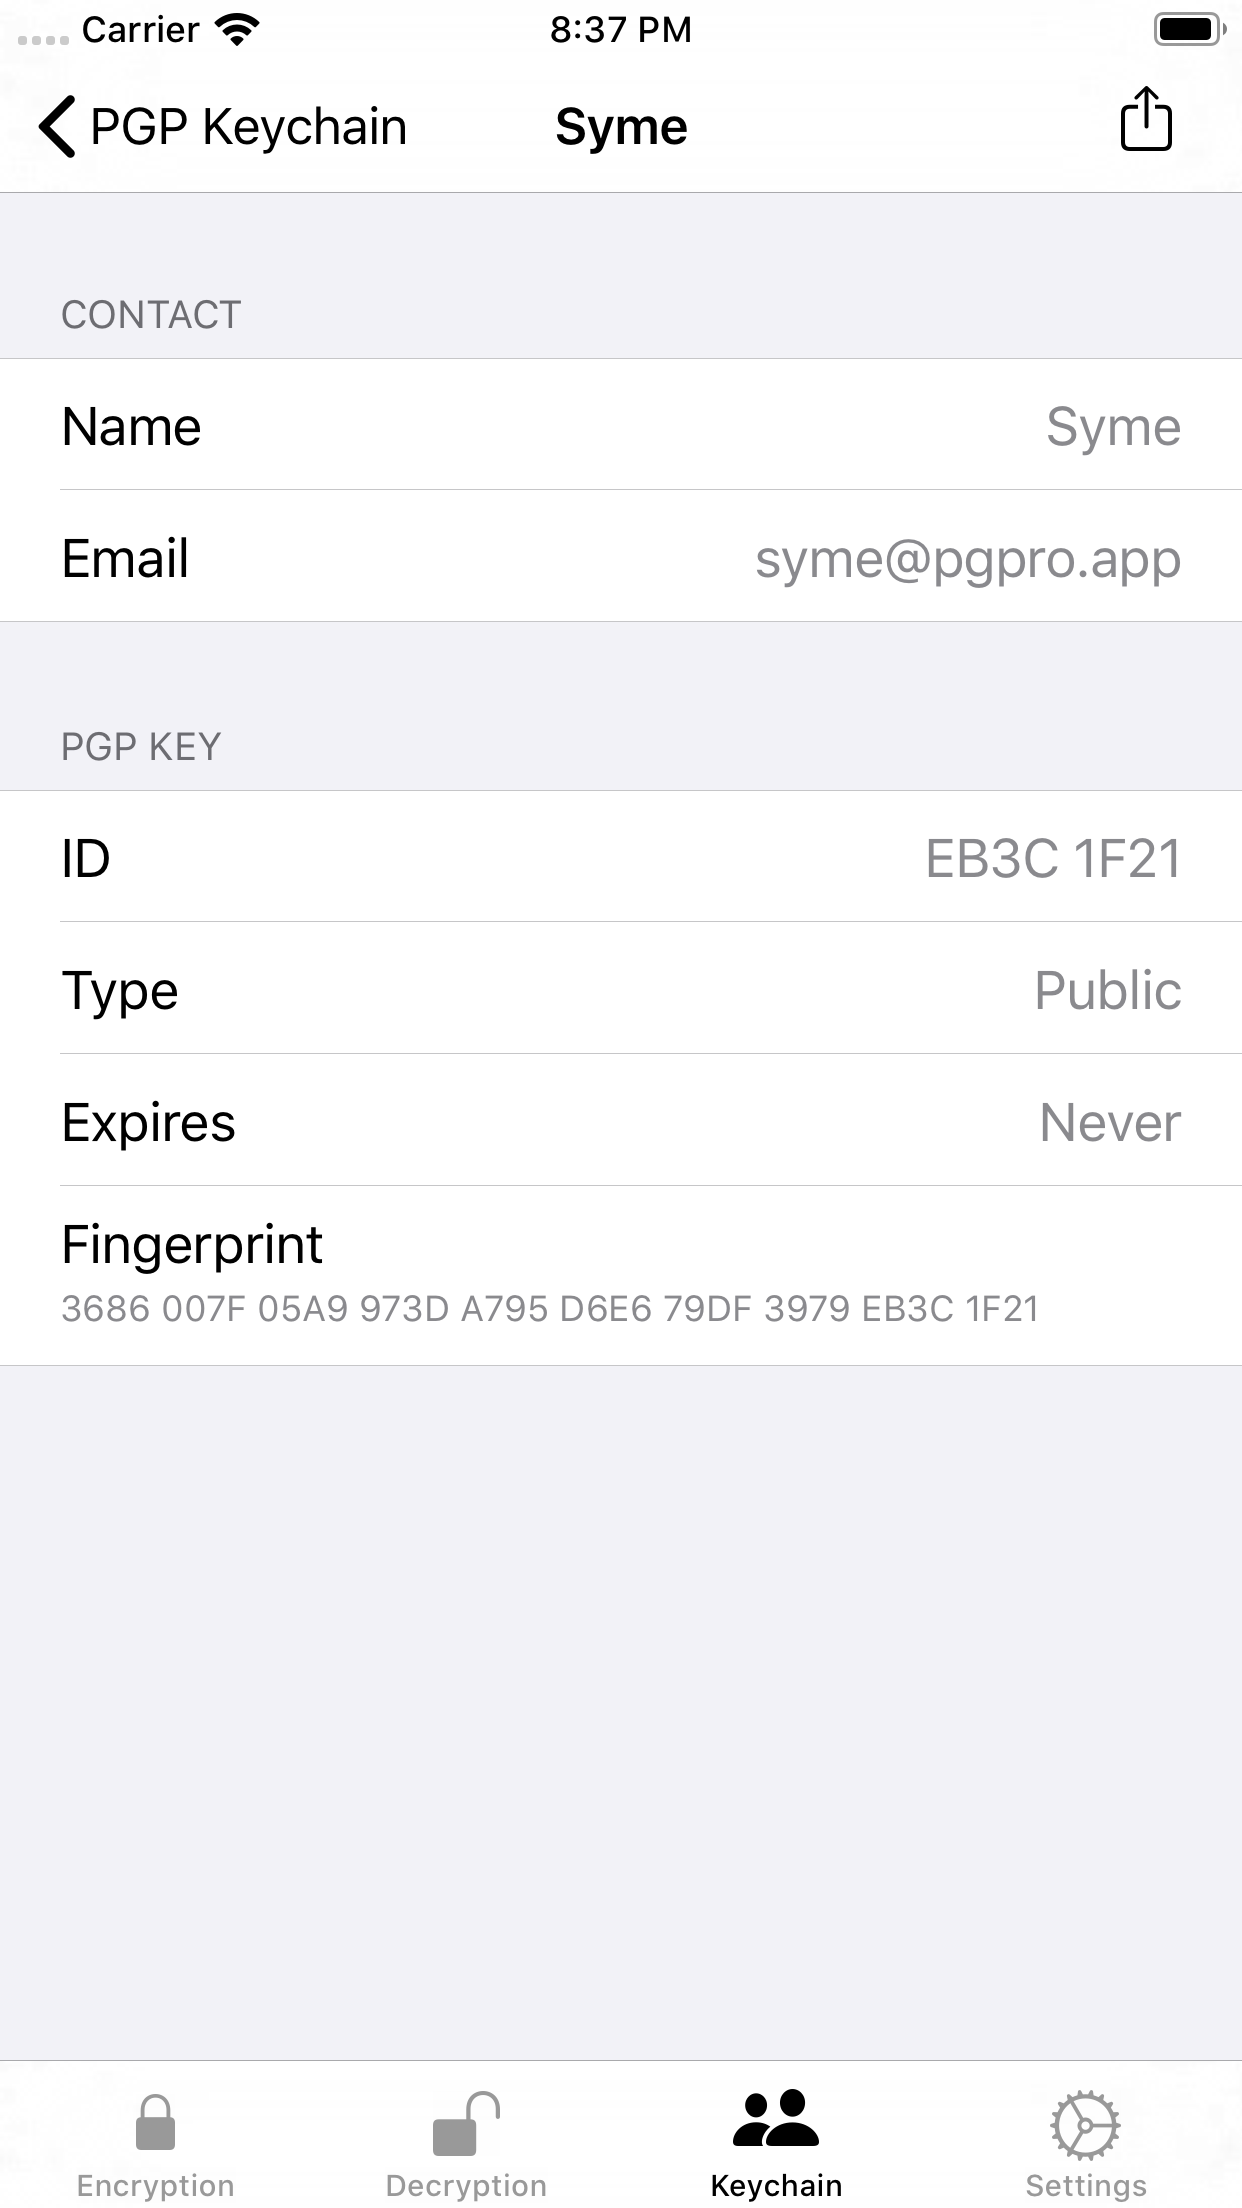 Carrier 8:37 PM
PGP Keychain Syme
CONTACT
Name Syme
Email syme@pgpro.app
PGP KEY
ID EB3C 1F21
Type Public
Expires Never
Fingerprint
3686 007F 05A9 973D A795 D6E6 79DF 3979 EB3C 1F21
Encryption Decryption Keychain Settings